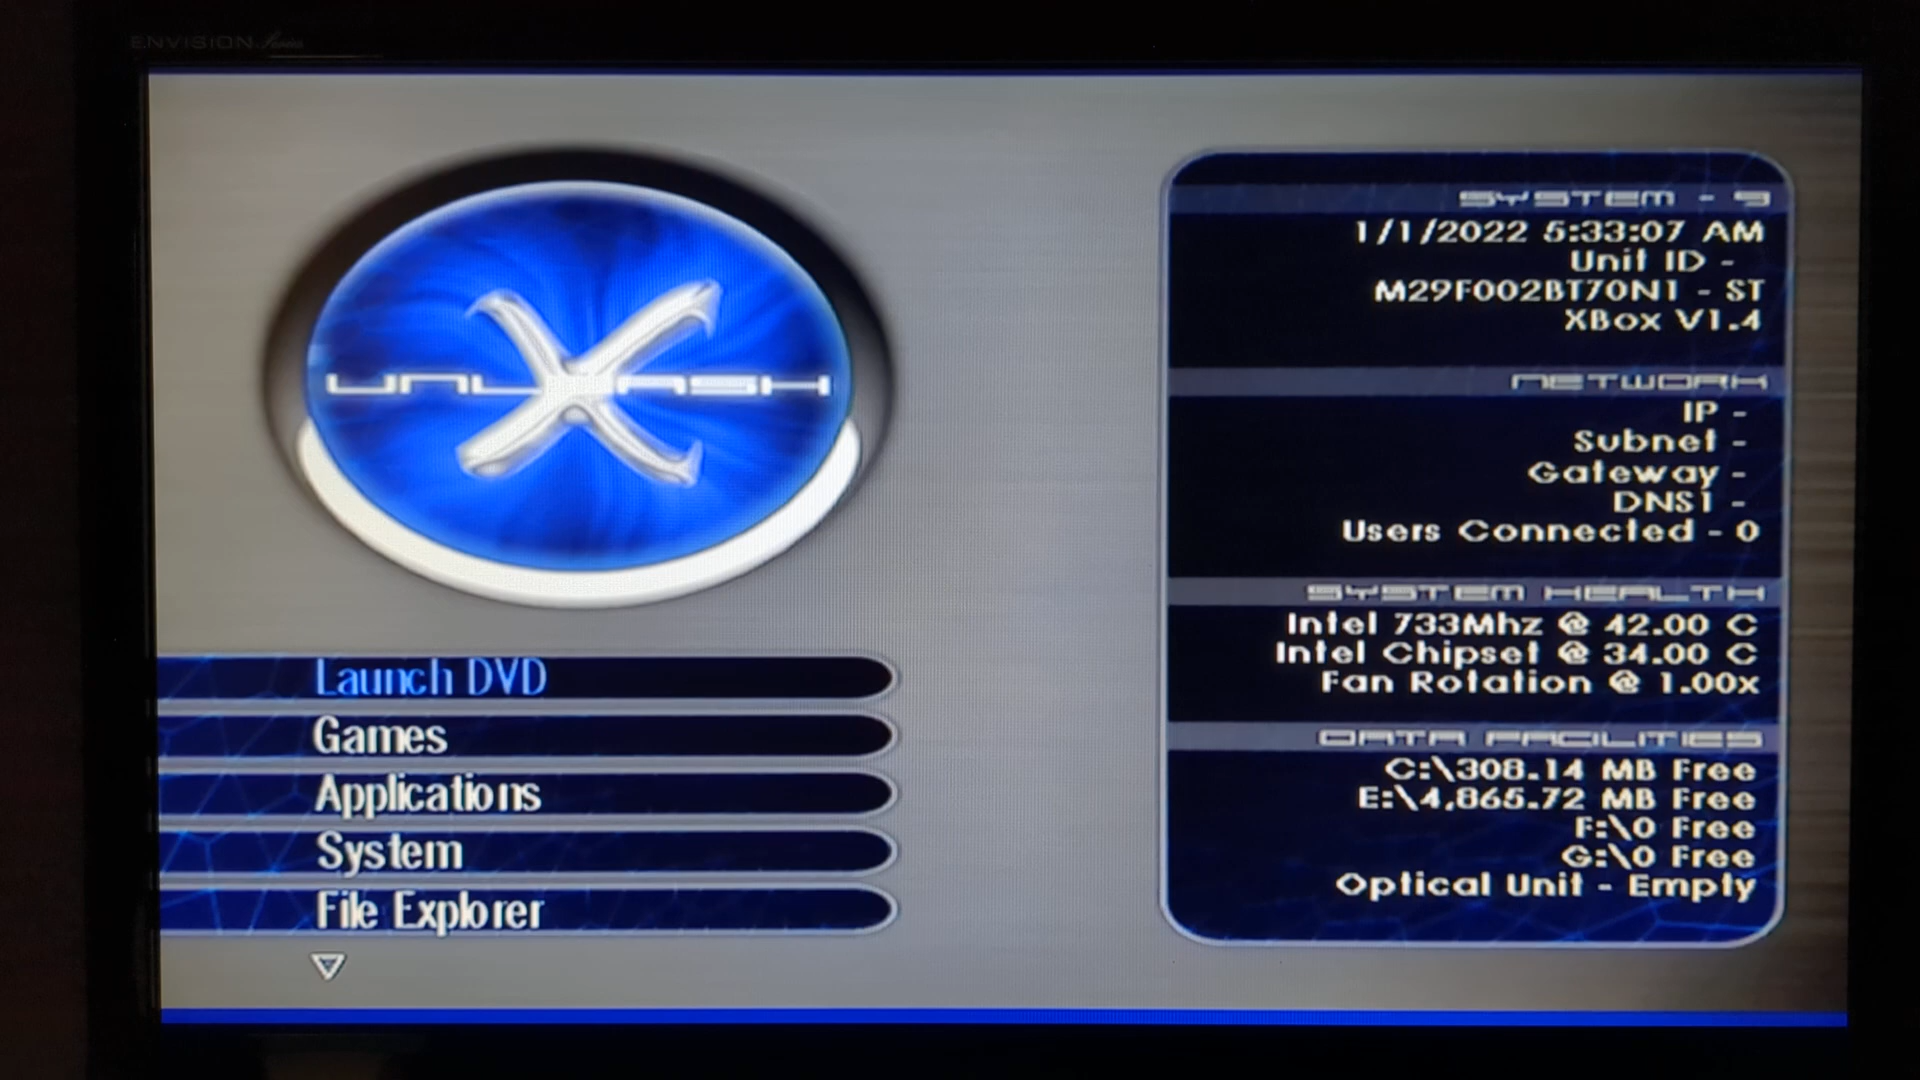 ENVISION Series
UNLEASH
X
Launch DVD
Games
Applications
System
File Explorer
SYSTEM - 9
1/1/2022 5:33:07 AM
Unit ID -
M29F002BT70N1 - ST
XBox V1.4
NETWORK
IP -
Subnet -
Gateway -
DNS1 -
Users Connected - 0
SYSTEM HEALTH
Intel 733Mhz @ 42.00 C
Intel Chipset @ 34.00 C
Fan Rotation @ 1.00x
DATA FACILITIES
C:\308.14 MB Free
E:\4,865.72 MB Free
F:\0 Free
G:\0 Free
Optical Unit - Empty